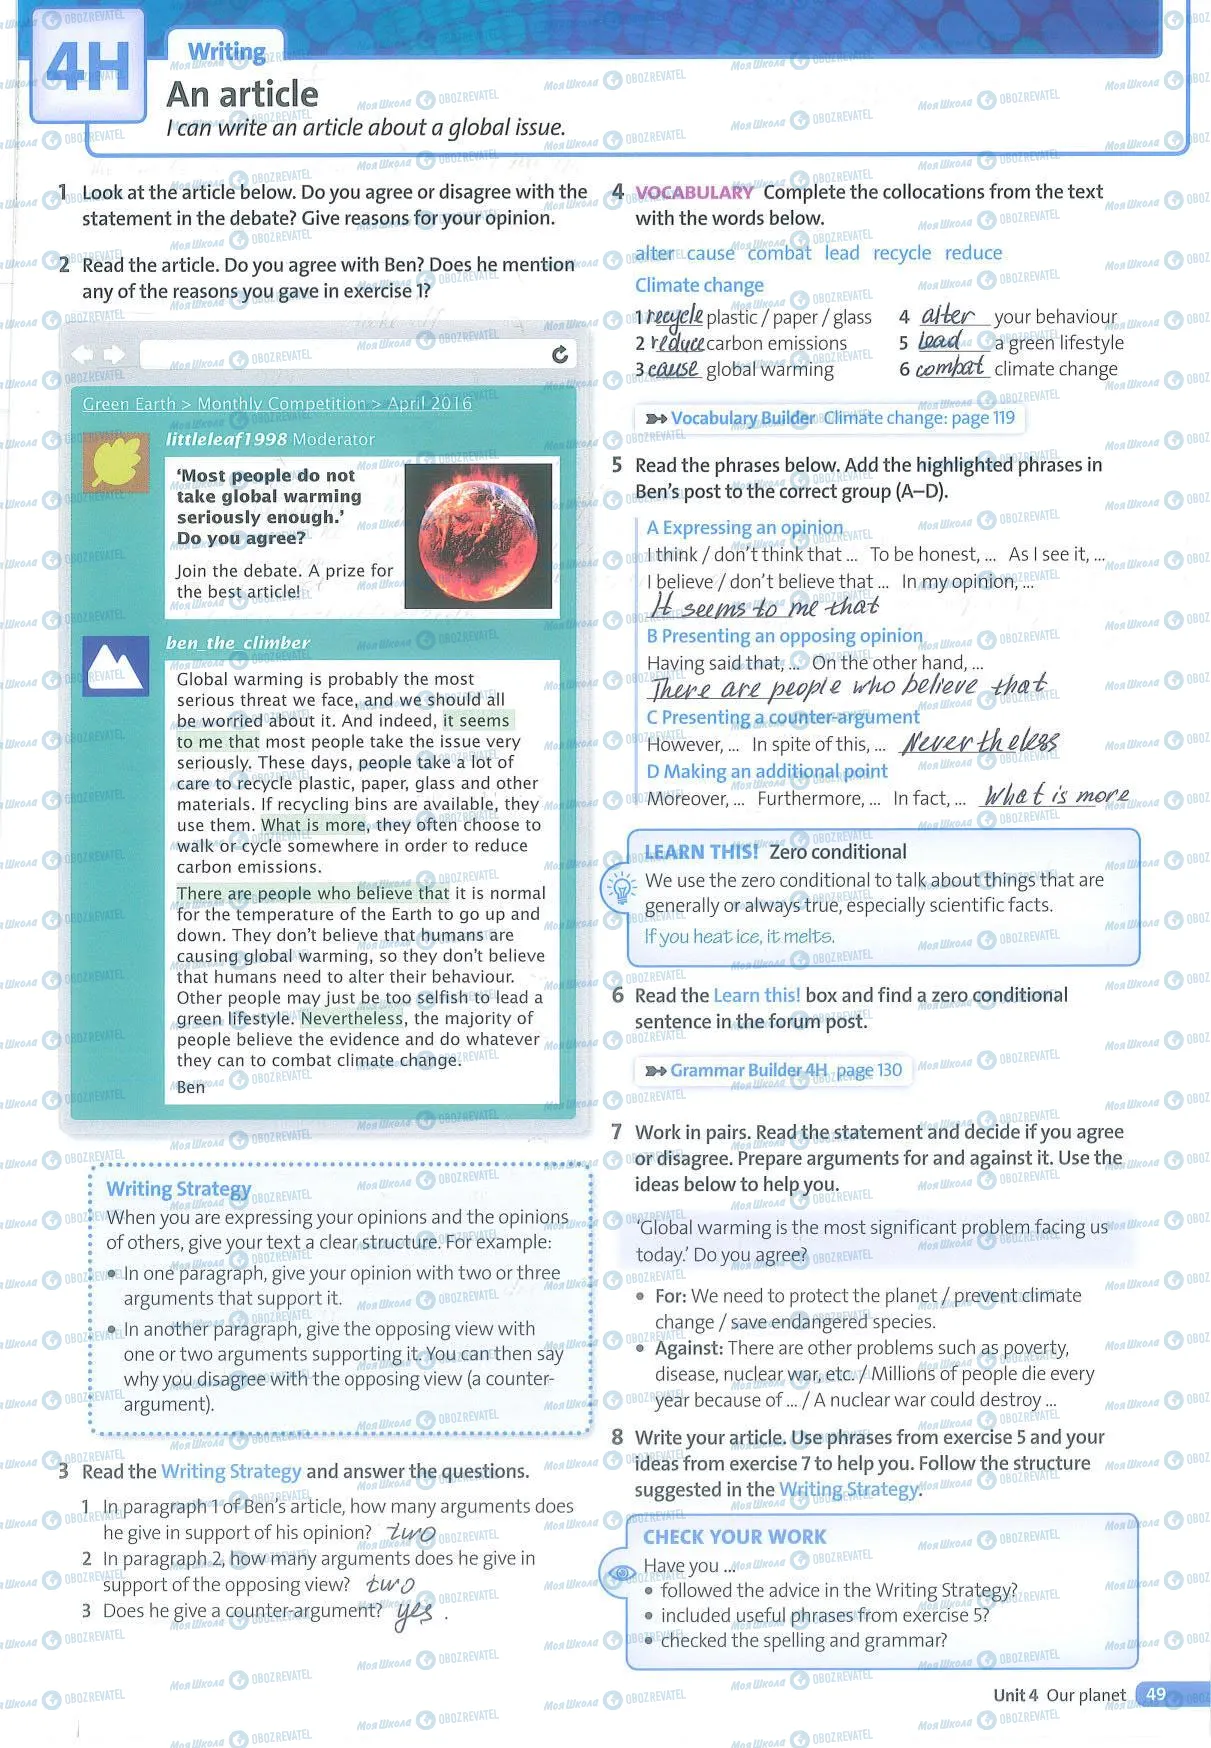 4H
Writing
An article
I can write an article about a global issue.
1 Look at the article below. Do you agree or disagree with the
statement in the debate? Give reasons for your opinion.
2 Read the article. Do you agree with Ben? Does he mention
any of the reasons you gave in exercise 1?
Green Earth > Monthly Competition > April 2016
littleleaf1998 Moderator
‘Most people do not
take global warming
seriously enough.’
Do you agree?
Join the debate. A prize for
the best article!
ben_the_climber
Global warming is probably the most
serious threat we face, and we should all
be worried about it. And indeed, it seems
to me that most people take the issue very
seriously. These days, people take a lot of
care to recycle plastic, paper, glass and other
materials. If recycling bins are available, they
use them. What is more, they often choose to
walk or cycle somewhere in order to reduce
carbon emissions.
There are people who believe that it is normal
for the temperature of the Earth to go up and
down. They don’t believe that humans are
causing global warming, so they don’t believe
that humans need to alter their behaviour.
Other people may just be too selfish to lead a
green lifestyle. Nevertheless, the majority of
people believe the evidence and do whatever
they can to combat climate change.
Ben
Writing Strategy
When you are expressing your opinions and the opinions
of others, give your text a clear structure. For example:
• In one paragraph, give your opinion with two or three
arguments that support it.
• In another paragraph, give the opposing view with
one or two arguments supporting it. You can then say
why you disagree with the opposing view (a counter-
argument).
3 Read the Writing Strategy and answer the questions.
1 In paragraph 1 of Ben’s article, how many arguments does
he give in support of his opinion? two
2 In paragraph 2, how many arguments does he give in
support of the opposing view? two
3 Does he give a counter-argument? yes .
4 VOCABULARY Complete the collocations from the text
with the words below.
alter cause combat lead recycle reduce
Climate change
1 recycle plastic / paper / glass
2 reduce carbon emissions
3 cause global warming
4 alter your behaviour
5 lead a green lifestyle
6 combat climate change
Vocabulary Builder Climate change: page 119
5 Read the phrases below. Add the highlighted phrases in
Ben’s post to the correct group (A–D).
A Expressing an opinion
I think / don’t think that ... To be honest, ... As I see it, ...
I believe / don’t believe that ... In my opinion, ...
It seems to me that
B Presenting an opposing opinion
Having said that, ... On the other hand, ...
There are people who believe that
C Presenting a counter-argument
However, ... In spite of this, ... Nevertheless
D Making an additional point
Moreover, ... Furthermore, ... In fact, ... What is more
LEARN THIS! Zero conditional
We use the zero conditional to talk about things that are
generally or always true, especially scientific facts.
If you heat ice, it melts.
6 Read the Learn this! box and find a zero conditional
sentence in the forum post.
Grammar Builder 4H page 130
7 Work in pairs. Read the statement and decide if you agree
or disagree. Prepare arguments for and against it. Use the
ideas below to help you.
‘Global warming is the most significant problem facing us
today.’ Do you agree?
• For: We need to protect the planet / prevent climate
change / save endangered species.
• Against: There are other problems such as poverty,
disease, nuclear war, etc. / Millions of people die every
year because of ... / A nuclear war could destroy ...
8 Write your article. Use phrases from exercise 5 and your
ideas from exercise 7 to help you. Follow the structure
suggested in the Writing Strategy.
CHECK YOUR WORK
Have you ...
• followed the advice in the Writing Strategy?
• included useful phrases from exercise 5?
• checked the spelling and grammar?
Unit 4 Our planet 49
Моя Школа OBOZREVATEL